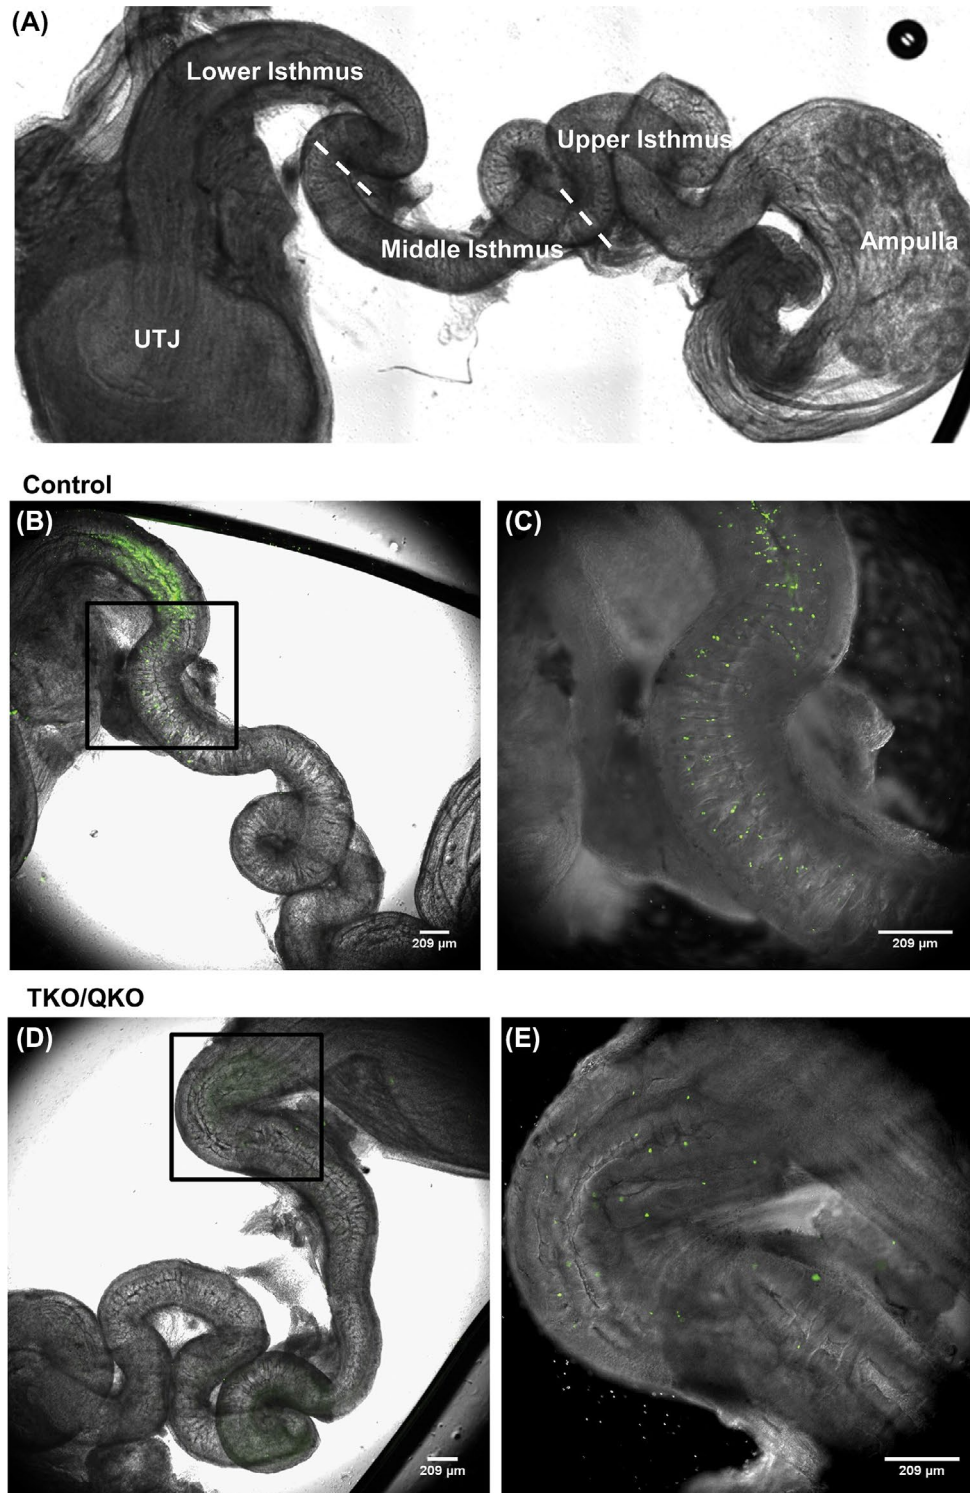 (A)
Lower Isthmus
Upper Isthmus
Middle Isthmus
Ampulla
UTJ
Control
(B)
(C)
209 µm
209 µm
TKO/QKO
(D)
(E)
209 µm
209 µm